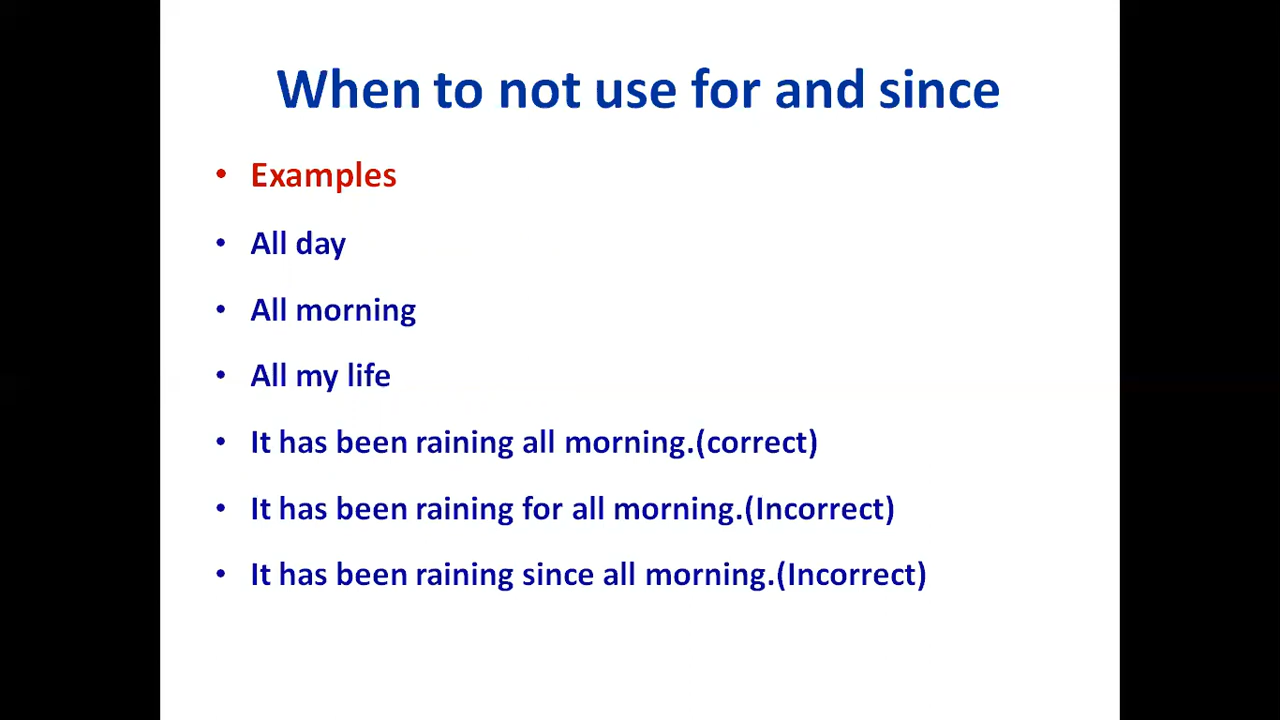 When to not use for and since
• Examples
• All day
• All morning
• All my life
• It has been raining all morning.(correct)
• It has been raining for all morning.(Incorrect)
• It has been raining since all morning.(Incorrect)